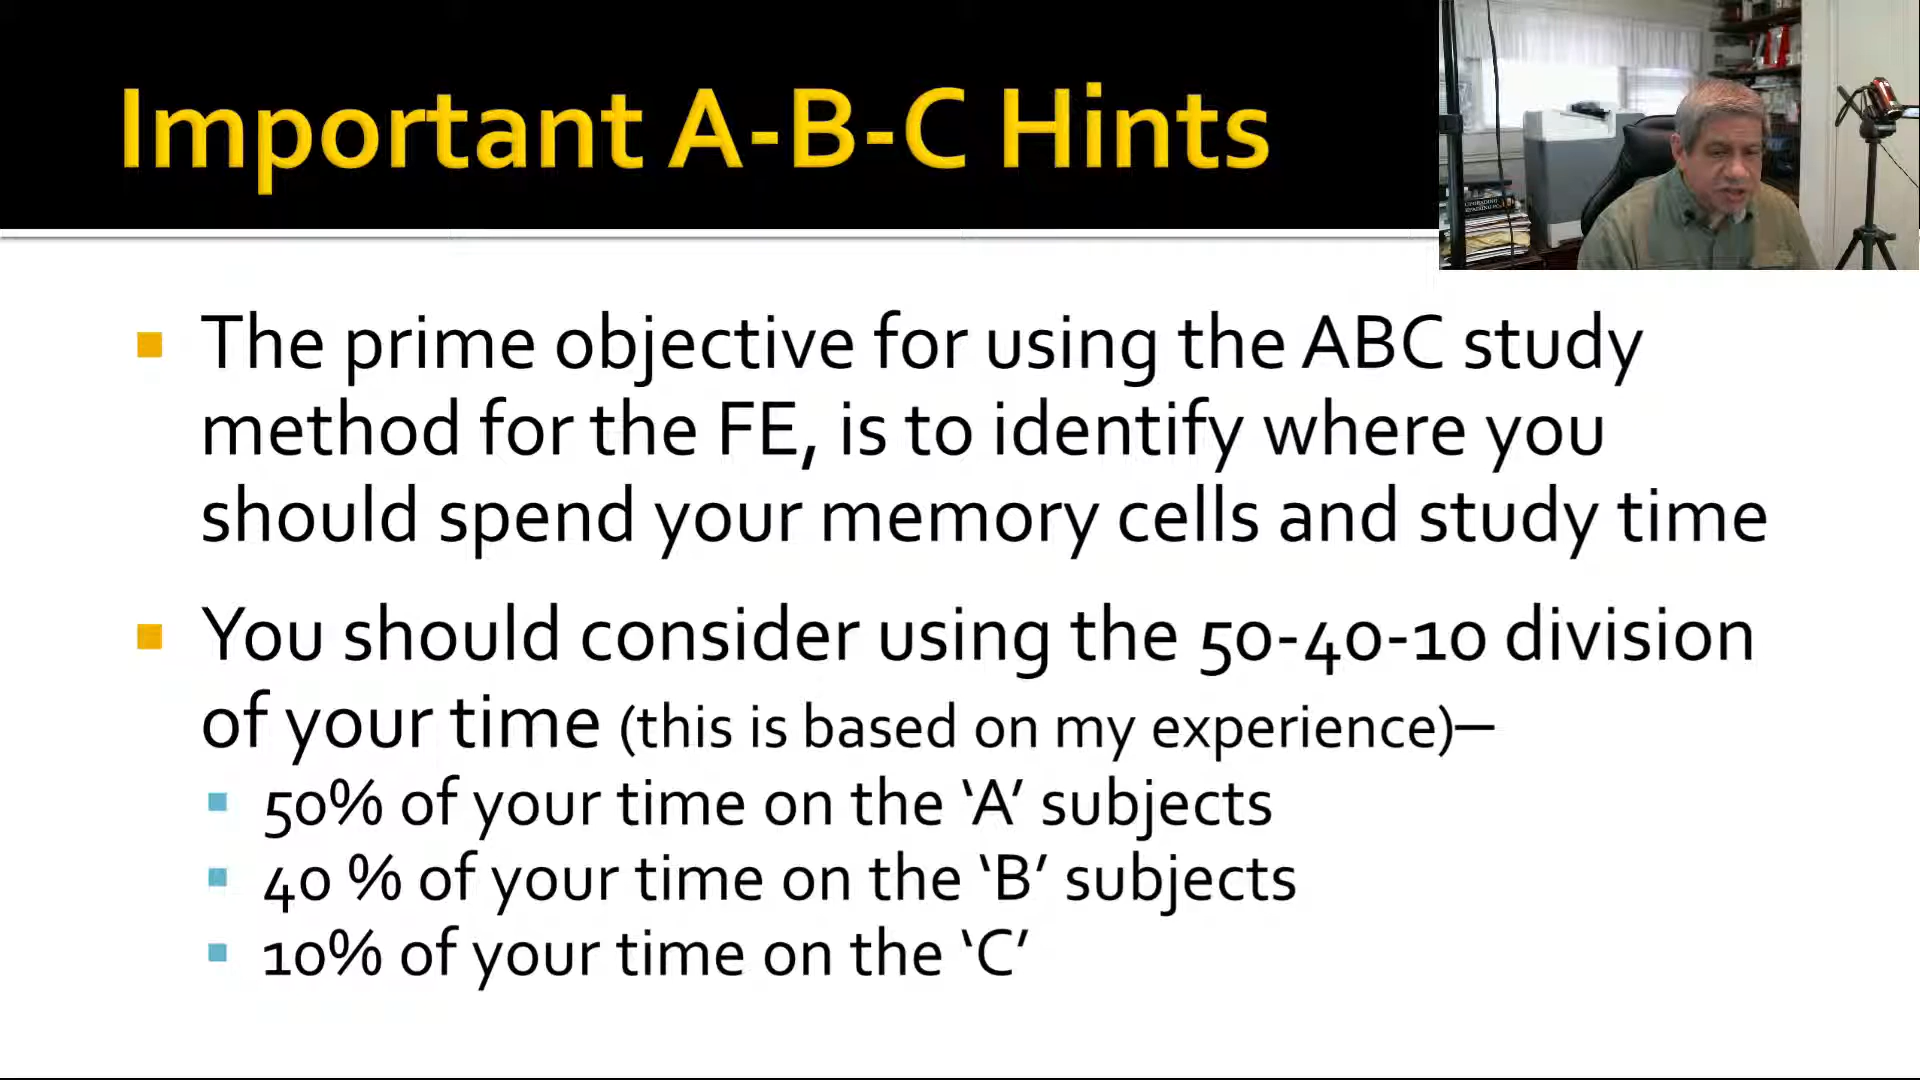 Important A-B-C Hints
The prime objective for using the ABC study
method for the FE, is to identify where you
should spend your memory cells and study time
You should consider using the 50-40-10 division
of your time (this is based on my experience)–
50% of your time on the ‘A’ subjects
40 % of your time on the ‘B’ subjects
10% of your time on the ‘C’